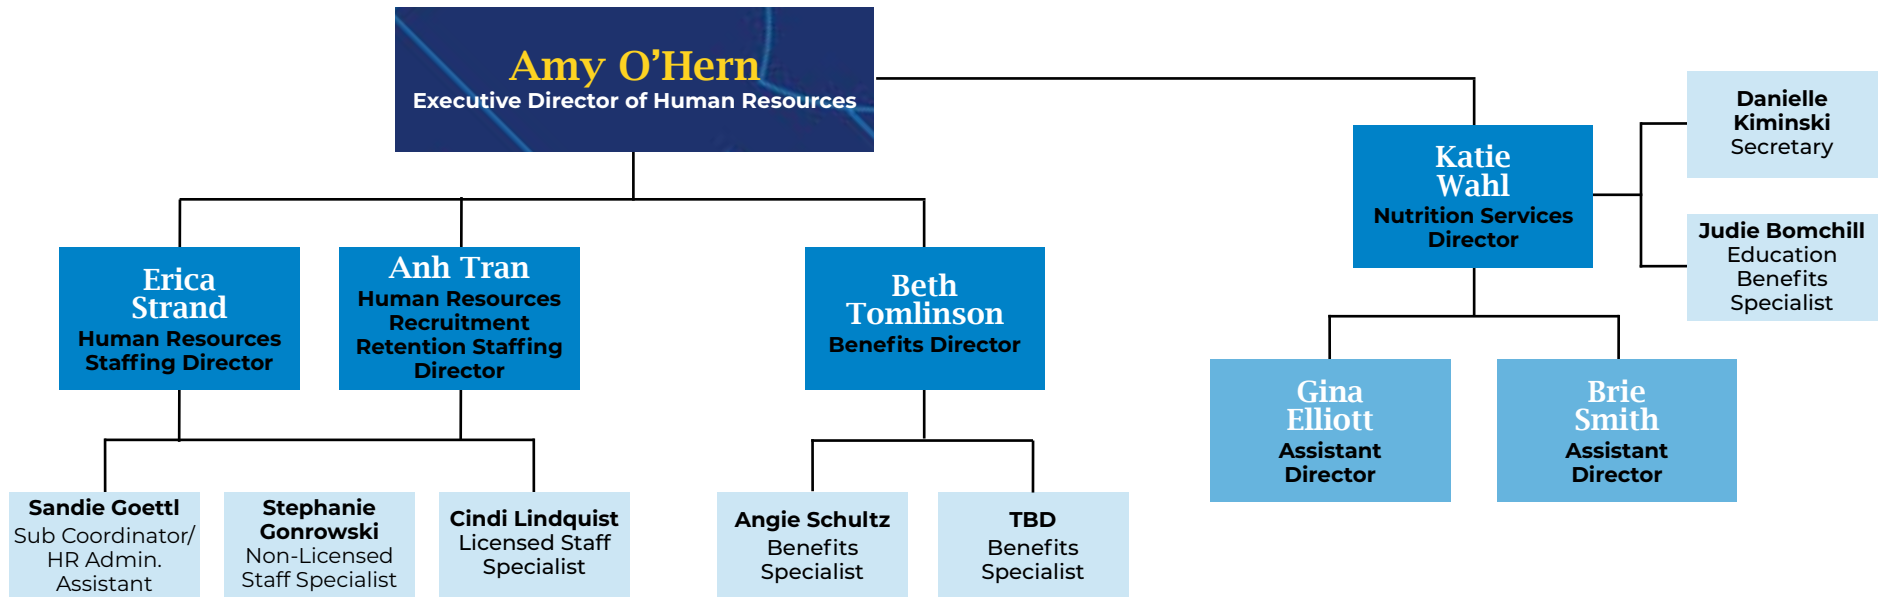 Amy O’Hern
Executive Director of Human Resources
Katie
Wahl
Nutrition Services
Director
Danielle
Kiminski
Secretary
Judie Bomchill
Education
Benefits
Specialist
Erica
Strand
Human Resources
Staffing Director
Anh Tran
Human Resources
Recruitment
Retention Staffing
Director
Beth
Tomlinson
Benefits Director
Gina
Elliott
Assistant
Director
Brie
Smith
Assistant
Director
Sandie Goettl
Sub Coordinator/
HR Admin.
Assistant
Stephanie
Gonrowski
Non-Licensed
Staff Specialist
Cindi Lindquist
Licensed Staff
Specialist
Angie Schultz
Benefits
Specialist
TBD
Benefits
Specialist